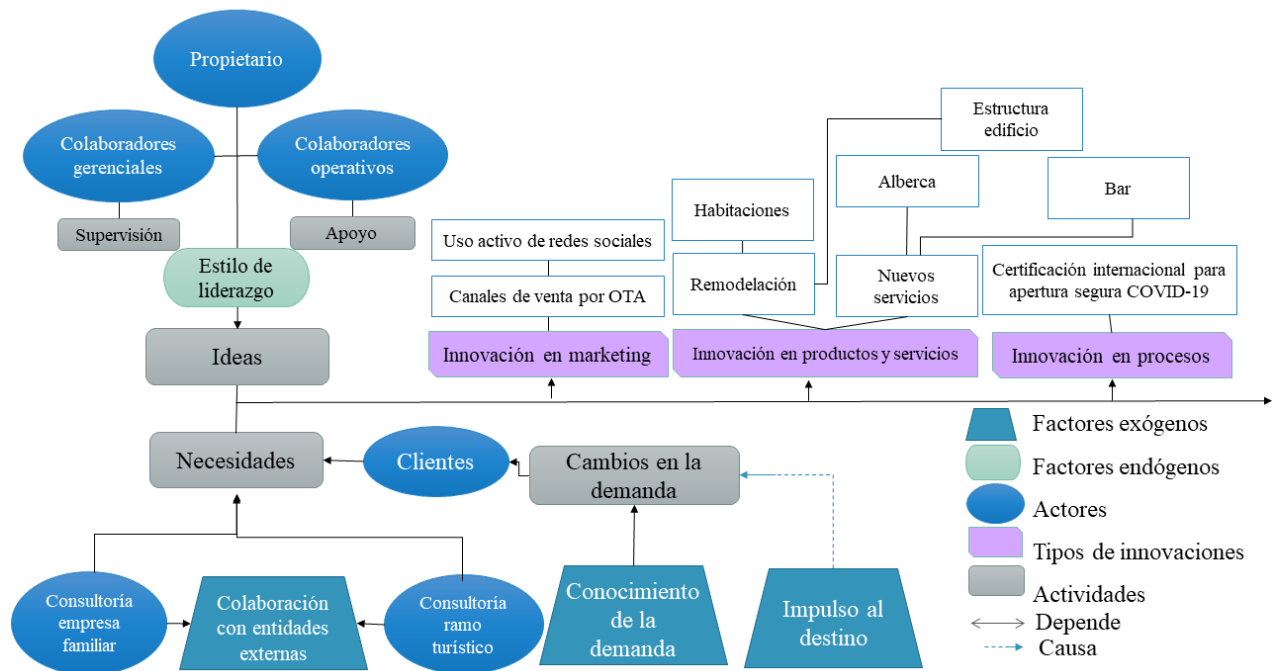 Propietario
Colaboradores
gerenciales
Colaboradores
operativos
Supervisión
Apoyo
Estilo de
liderazgo
Ideas
Estructura
edificio
Alberca
Bar
Habitaciones
Uso activo de redes sociales
Canales de venta por OTA
Remodelación
Nuevos
servicios
Certificación internacional para
apertura segura COVID-19
Innovación en marketing
Innovación en productos y servicios
Innovación en procesos
Necesidades
Clientes
Cambios en la
demanda
Consultoría
empresa
familiar
Colaboración
con entidades
externas
Consultoría
ramo
turístico
Conocimiento
de la
demanda
Impulso al
destino
Factores exógenos
Factores endógenos
Actores
Tipos de innovaciones
Actividades
Depende
Causa